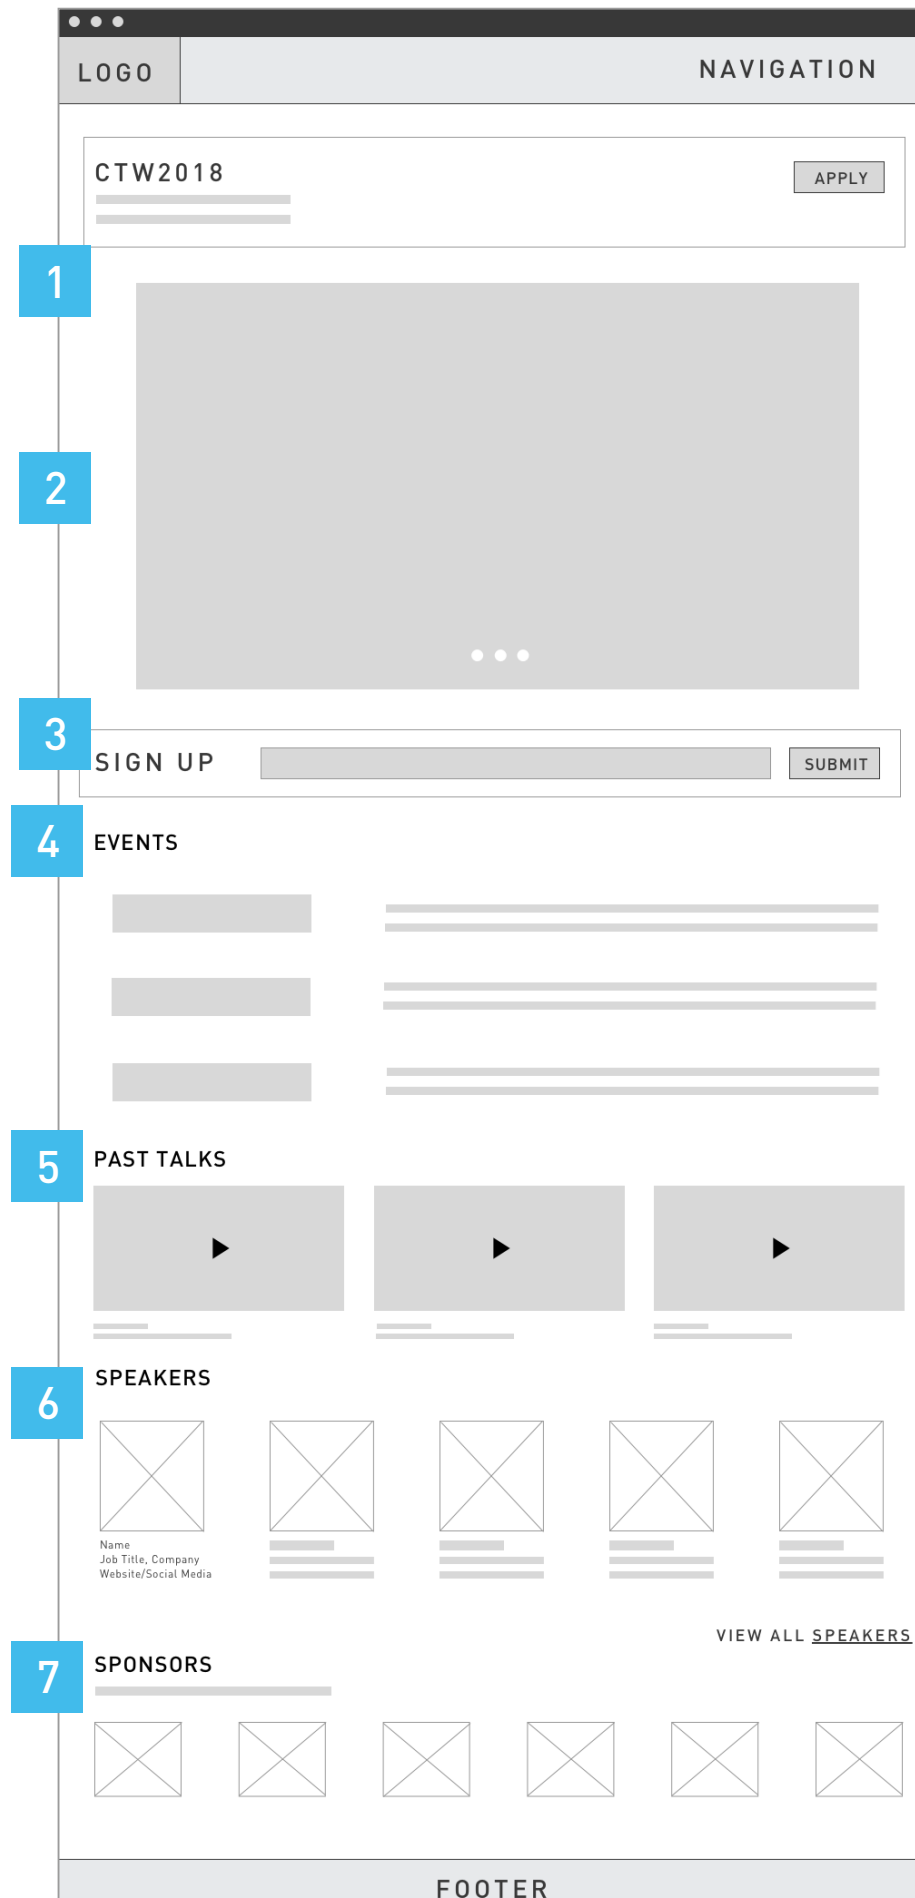 LOGO
NAVIGATION
CTW2018
APPLY
1
2
3
SIGN UP
SUBMIT
4
EVENTS
5
PAST TALKS
6
SPEAKERS
Name
Job Title, Company
Website/Social Media
VIEW ALL SPEAKERS
7
SPONSORS
FOOTER